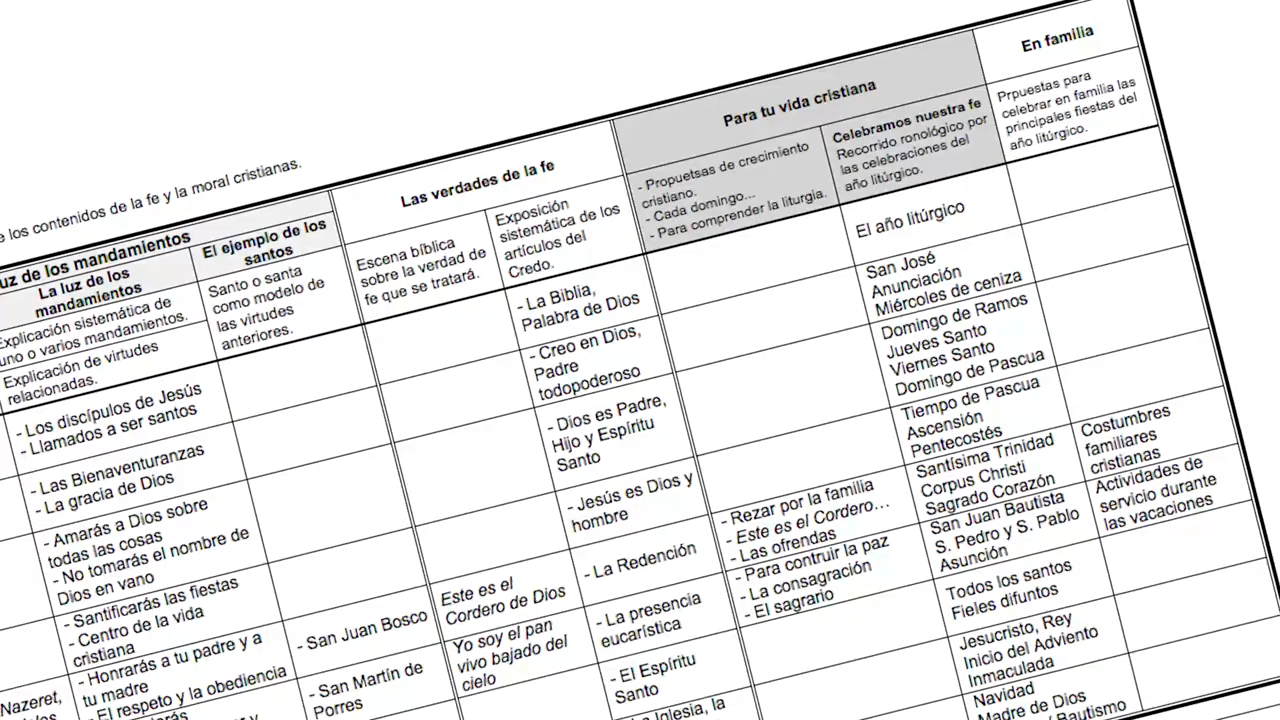 los contenidos de la fe y la moral cristianas.
luz de los mandamientos
La luz de los
mandamientos
Explicación sistemática de
uno o varios mandamientos.
Explicación de virtudes
relacionadas.
El ejemplo de los
santos
Santo o santa
como modelo de
las virtudes
anteriores.
Las verdades de la fe
Escena bíblica
sobre la verdad de
fe que se tratará.
Exposición
sistemática de los
artículos del
Credo.
Para tu vida cristiana
- Propuetsas de crecimiento
cristiano.
- Cada domingo...
- Para comprender la liturgia.
Celebramos nuestra fe
Recorrido ronológico por
las celebraciones del
año litúrgico.
En familia
Prpuestas para
celebrar en familia las
principales fiestas del
año litúrgico.
- Los discípulos de Jesús
- Llamados a ser santos
- La Biblia,
Palabra de Dios
El año litúrgico
- Las Bienaventuranzas
- La gracia de Dios
- Creo en Dios,
Padre
todopoderoso
San José
Anunciación
Miércoles de ceniza
- Amarás a Dios sobre
todas las cosas
- No tomarás el nombre de
Dios en vano
- Dios es Padre,
Hijo y Espíritu
Santo
Domingo de Ramos
Jueves Santo
Viernes Santo
Domingo de Pascua
- Santificarás las fiestas
- Centro de la vida
cristiana
- Jesús es Dios y
hombre
Tiempo de Pascua
Ascensión
Pentecostés
Nazeret,
- Honrarás a tu padre y a
tu madre
- El respeto y la obediencia
- San Juan Bosco
Este es el
Cordero de Dios
- La Redención
- Rezar por la familia
- Este es el Cordero…
- Las ofrendas
Santísima Trinidad
Corpus Christi
Sagrado Corazón
Costumbres
familiares
cristianas
- San Martín de
Porres
Yo soy el pan
vivo bajado del
cielo
- La presencia
eucarística
- Para contruir la paz
- La consagración
- El sagrario
San Juan Bautista
S. Pedro y S. Pablo
Asunción
Actividades de
servicio durante
las vacaciones
- El Espíritu
Santo
Todos los santos
Fieles difuntos
Iglesia, la
Jesucristo, Rey
Inicio del Adviento
Inmaculada
Navidad
Madre de Dios
Bautismo